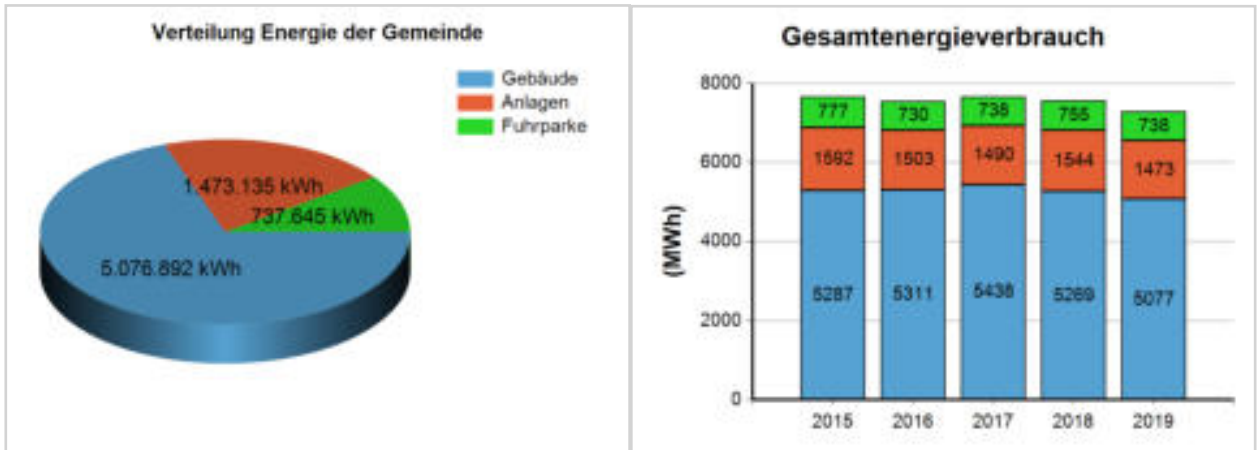 Verteilung Energie der Gemeinde
Gebäude
Anlagen
Fuhrparke
1.473.135 kWh
737.645 kWh
5.076.892 kWh
Gesamtenergieverbrauch
(MWh)
8000
6000
4000
2000
0
777
730
738
755
738
1592
1503
1490
1544
1473
5287
5311
5438
5269
5077
2015
2016
2017
2018
2019